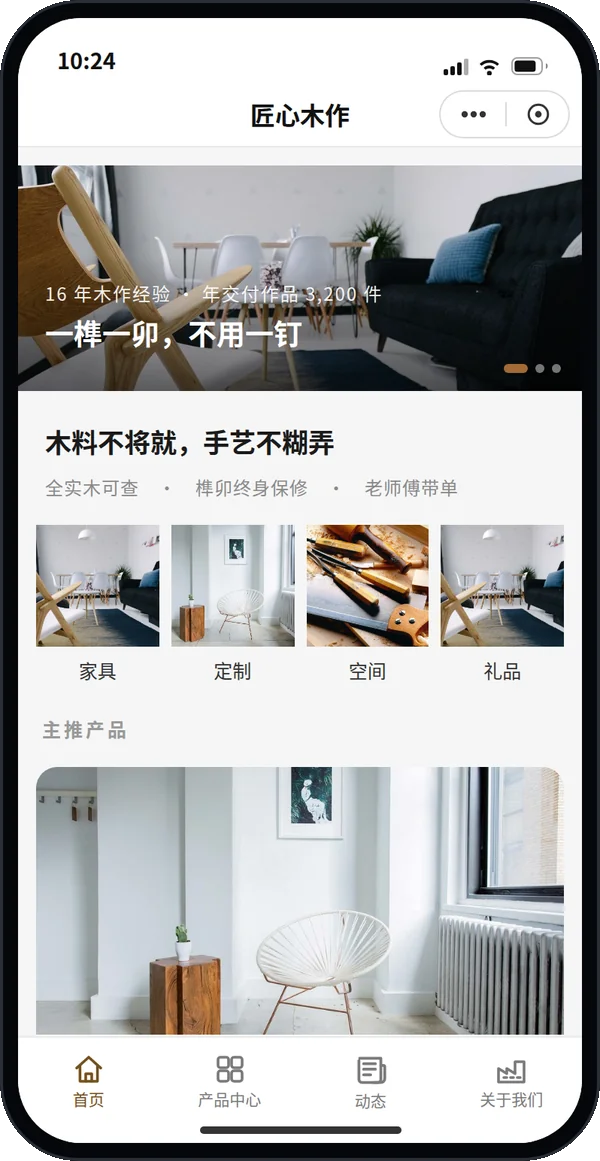 10:24
匠心木作
16 年木作经验 · 年交付作品 3,200 件
一榫一卯，不用一钉
木料不将就，手艺不糊弄
全实木可查 · 榫卯终身保修 · 老师傅带单
家具 定制 空间 礼品
主推产品
首页 产品中心 动态 关于我们